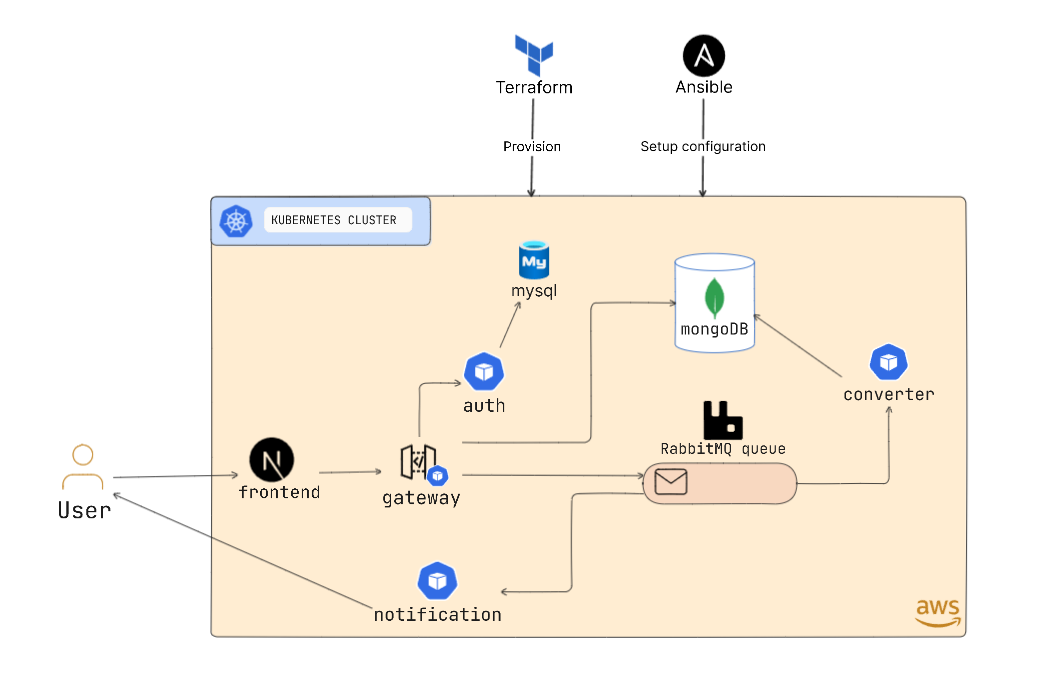 Terraform
Ansible
Provision
Setup configuration
KUBERNETES CLUSTER
My
mysql
mongoDB
auth
converter
RabbitMQ queue
N
frontend
</>
gateway
User
notification
aws